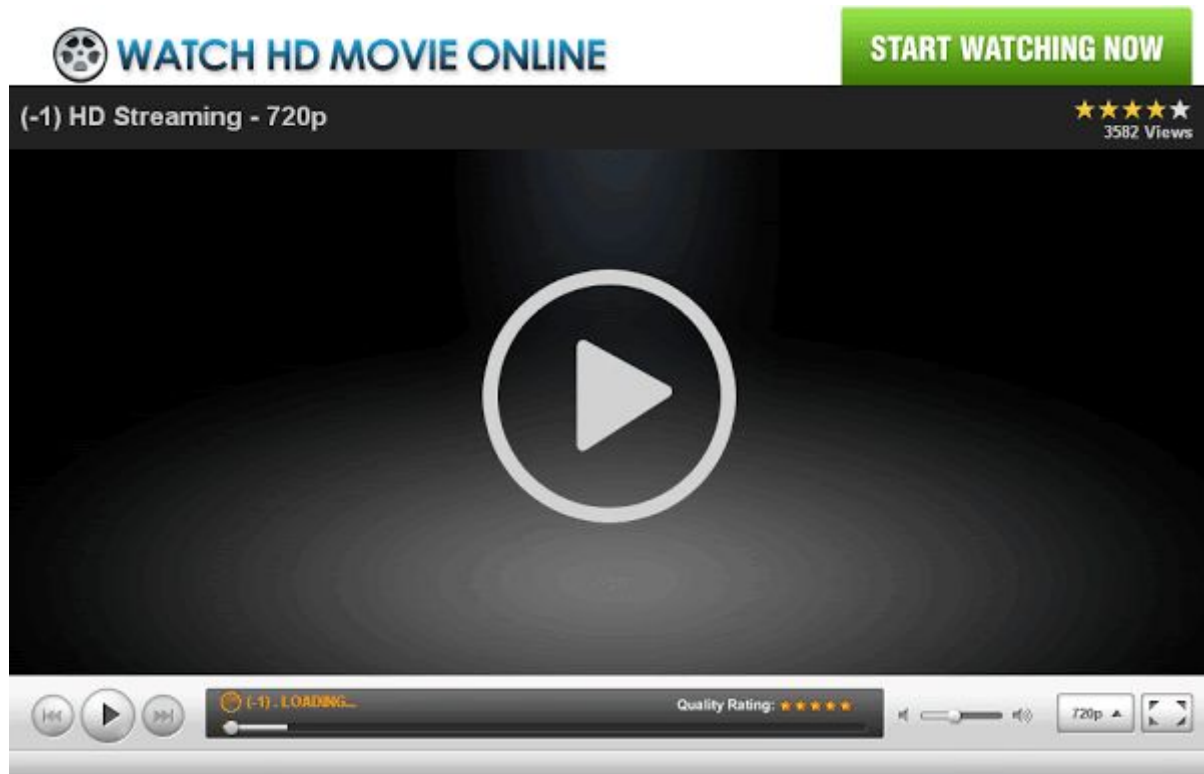 WATCH HD MOVIE ONLINE
START WATCHING NOW
(-1) HD Streaming - 720p
3582 Views
(-1) . LOADING...
Quality Rating:
720p